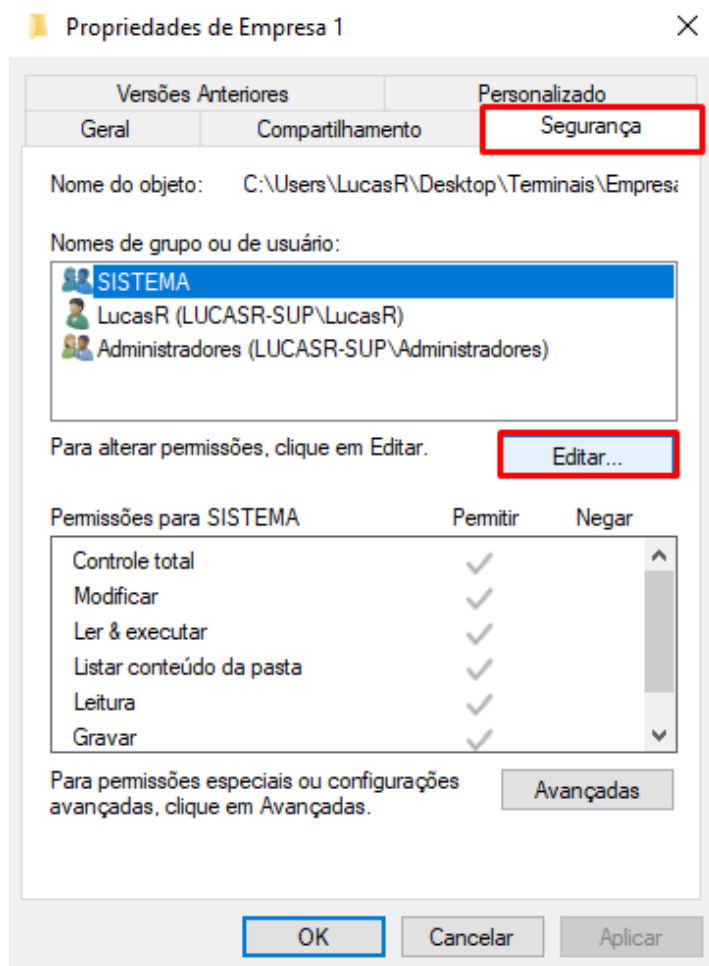 Propriedades de Empresa 1
Versões Anteriores Personalizado
Geral Compartilhamento Segurança
Nome do objeto: C:\Users\LucasR\Desktop\Terminais\Empresa
Nomes de grupo ou de usuário:
SISTEMA
LucasR (LUCASR-SUP\LucasR)
Administradores (LUCASR-SUP\Administradores)
Para alterar permissões, clique em Editar. Editar...
Permissões para SISTEMA Permitir Negar
Controle total
Modificar
Ler & executar
Listar conteúdo da pasta
Leitura
Gravar
Para permissões especiais ou configurações
avançadas, clique em Avançadas. Avançadas
OK Cancelar Aplicar